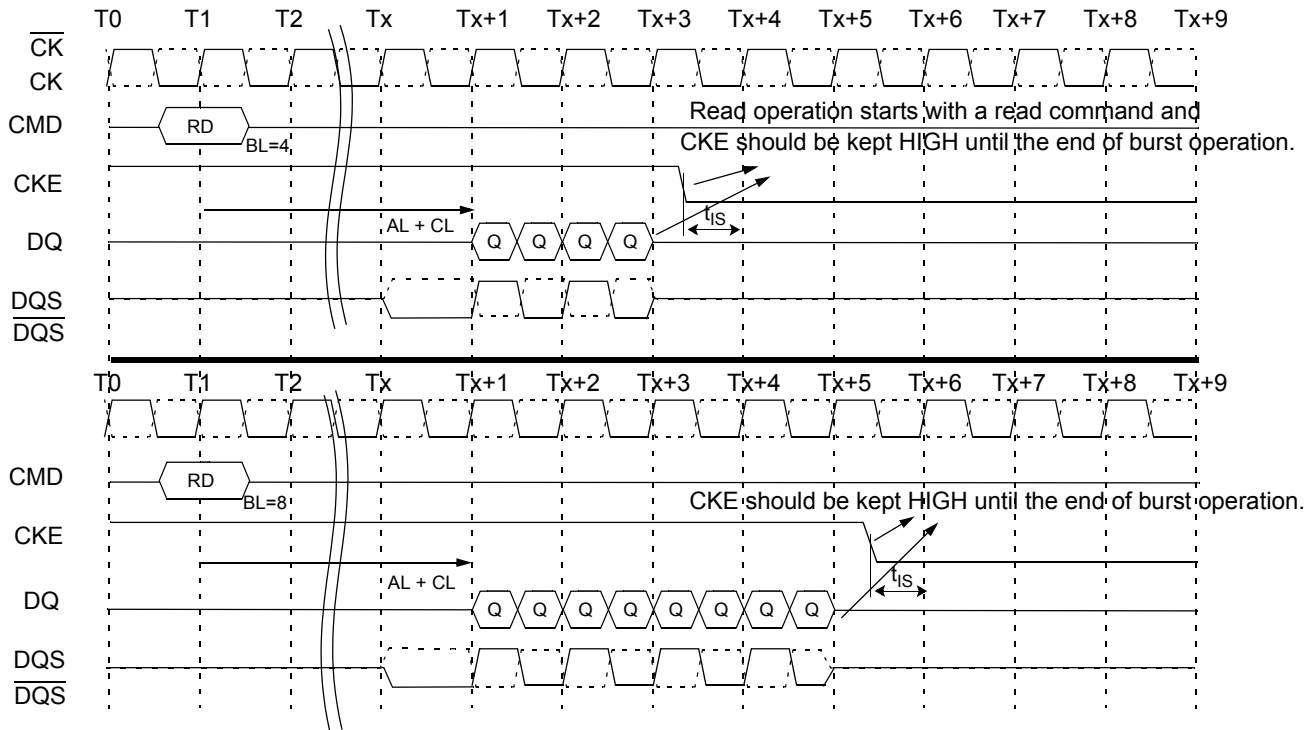 T0 T1 T2 Tx Tx+1 Tx+2 Tx+3 Tx+4 Tx+5 Tx+6 Tx+7 Tx+8 Tx+9
CK
CK
CMD RD BL=4
Read operation starts with a read command and
CKE should be kept HIGH until the end of burst operation.
CKE
AL + CL
tIS
DQ Q Q Q Q
DQS
DQS
T0 T1 T2 Tx Tx+1 Tx+2 Tx+3 Tx+4 Tx+5 Tx+6 Tx+7 Tx+8 Tx+9
CMD RD BL=8
CKE should be kept HIGH until the end of burst operation.
CKE
AL + CL
tIS
DQ Q Q Q Q Q Q Q Q
DQS
DQS